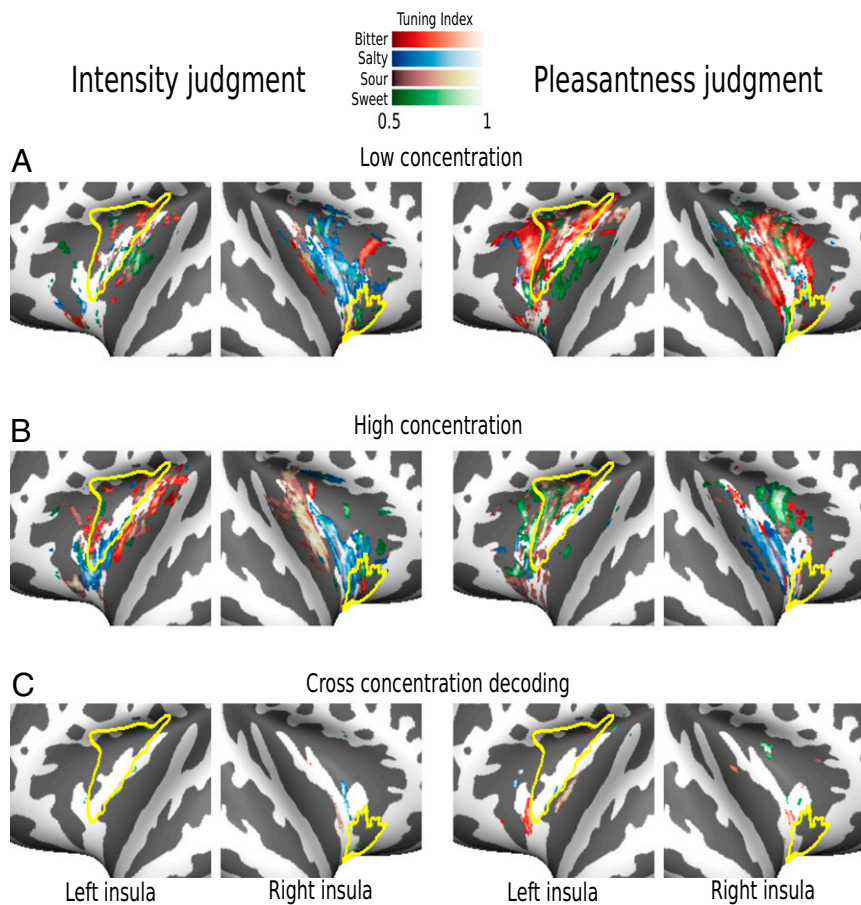 Tuning Index
Bitter
Salty
Sour
Sweet
0.5 1
Intensity judgment Pleasantness judgment
A Low concentration
B High concentration
C Cross concentration decoding
Left insula Right insula Left insula Right insula